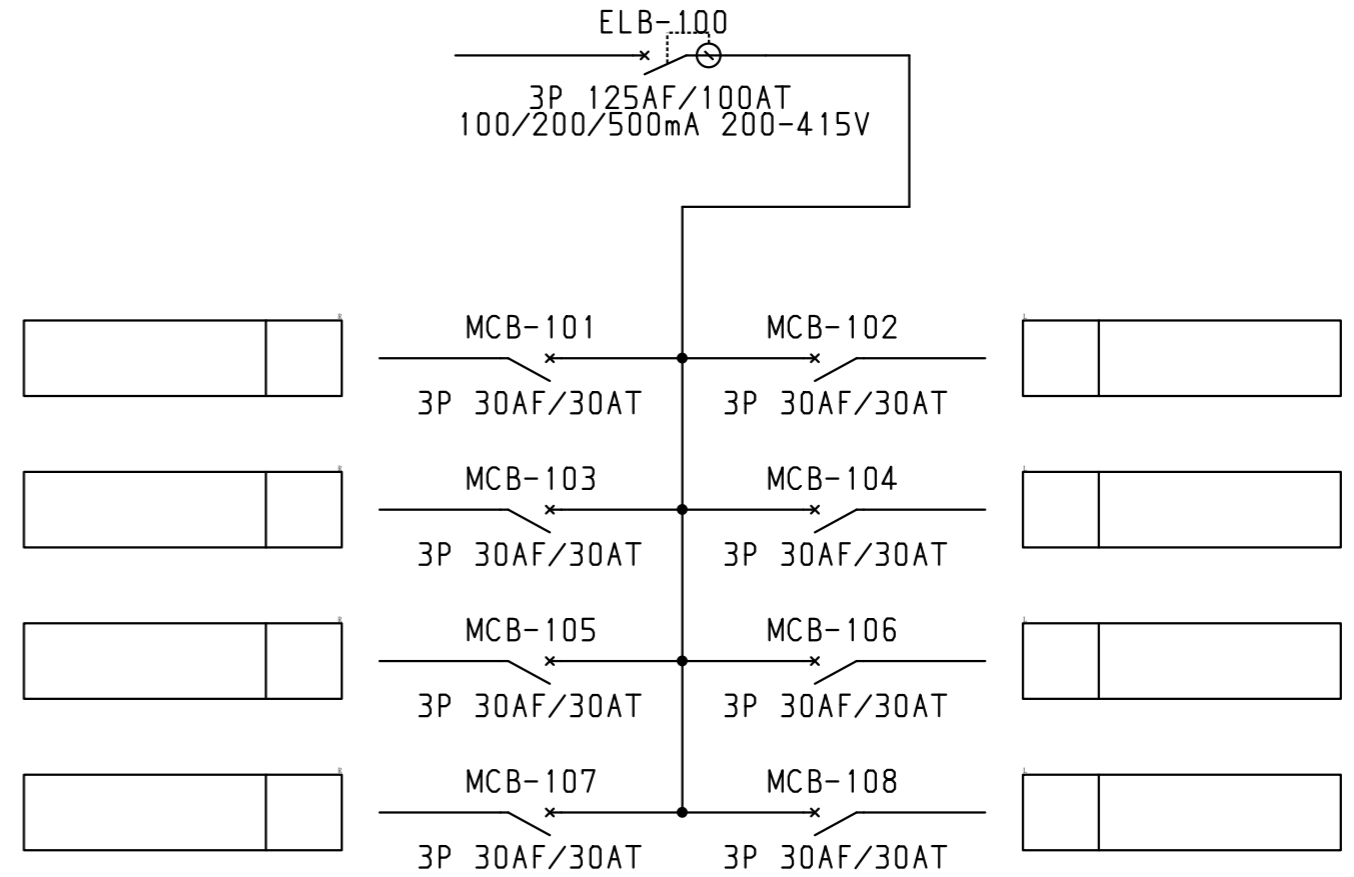 ELB-100
3P 125AF/100AT
100/200/500mA 200-415V
MCB-101 MCB-102
3P 30AF/30AT 3P 30AF/30AT
MCB-103 MCB-104
3P 30AF/30AT 3P 30AF/30AT
MCB-105 MCB-106
3P 30AF/30AT 3P 30AF/30AT
MCB-107 MCB-108
3P 30AF/30AT 3P 30AF/30AT